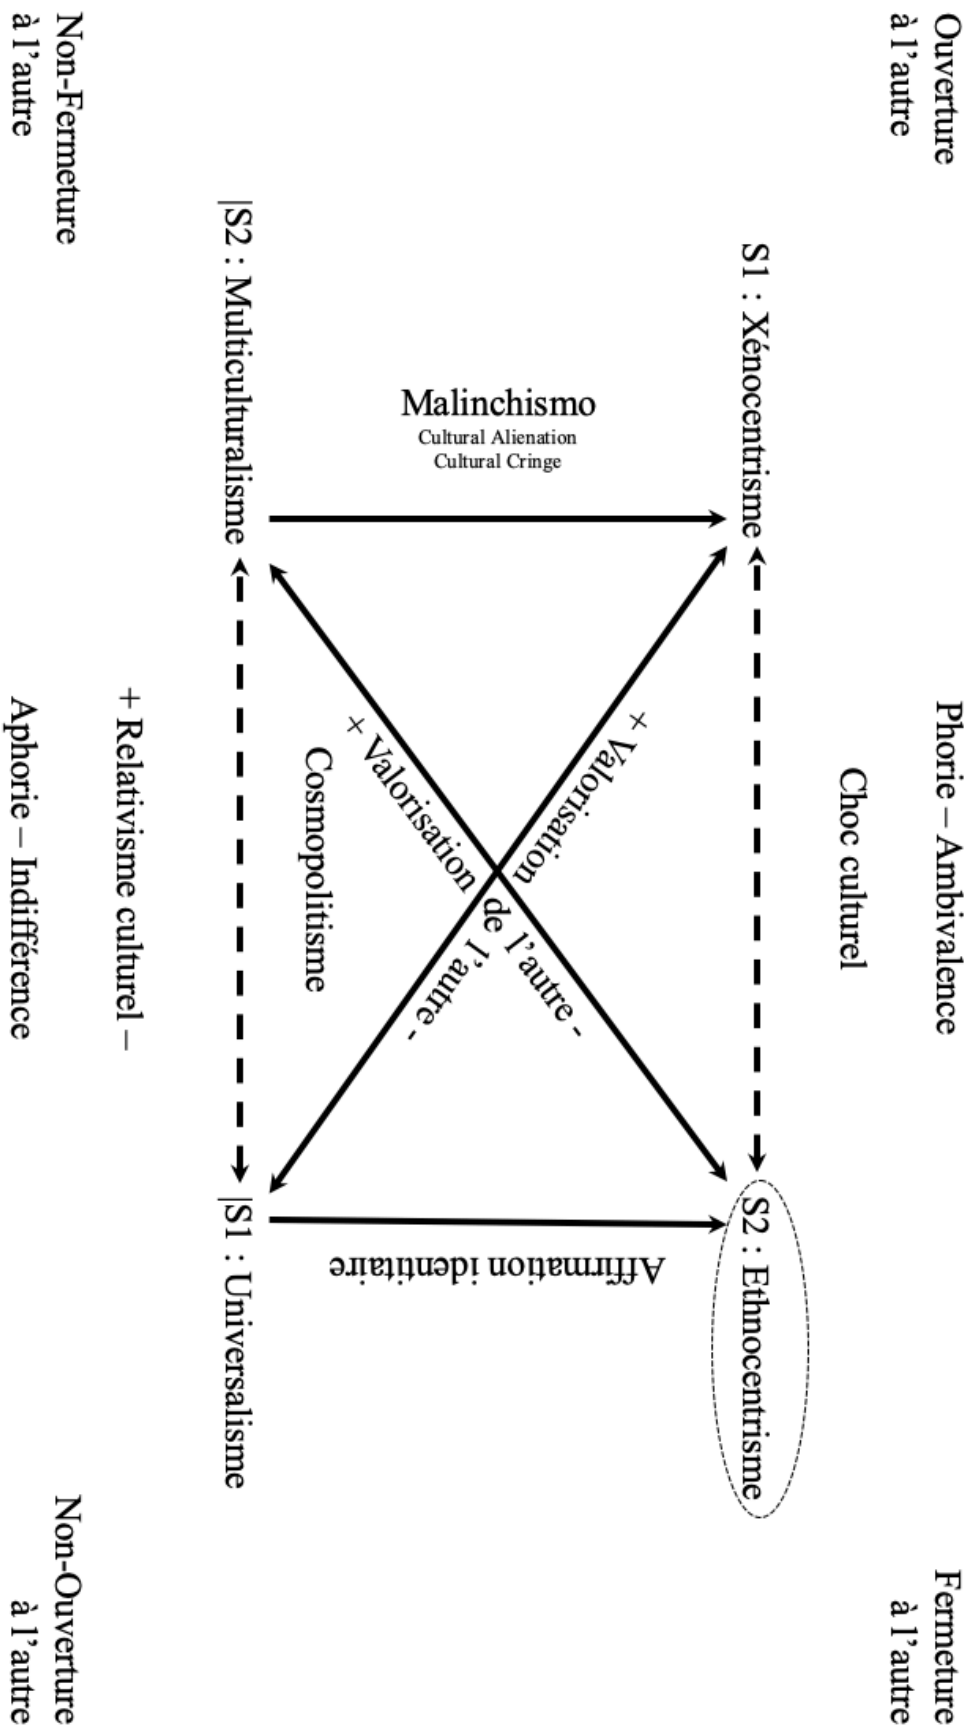 Ouverture
à l’autre
Phorie – Ambivalence
Fermeture
à l’autre
Choc culturel
S1 : Xénocentrisme
S2 : Ethnocentrisme
Malinchismo
Cultural Alienation
Cultural Cringe
+ Valorisation de l’autre -
+ Valorisation de l’autre -
Affirmation identitaire
Cosmopolitisme
|S2 : Multiculturalisme
|S1 : Universalisme
+ Relativisme culturel –
Non-Fermeture
à l’autre
Aphorie – Indifférence
Non-Ouverture
à l’autre